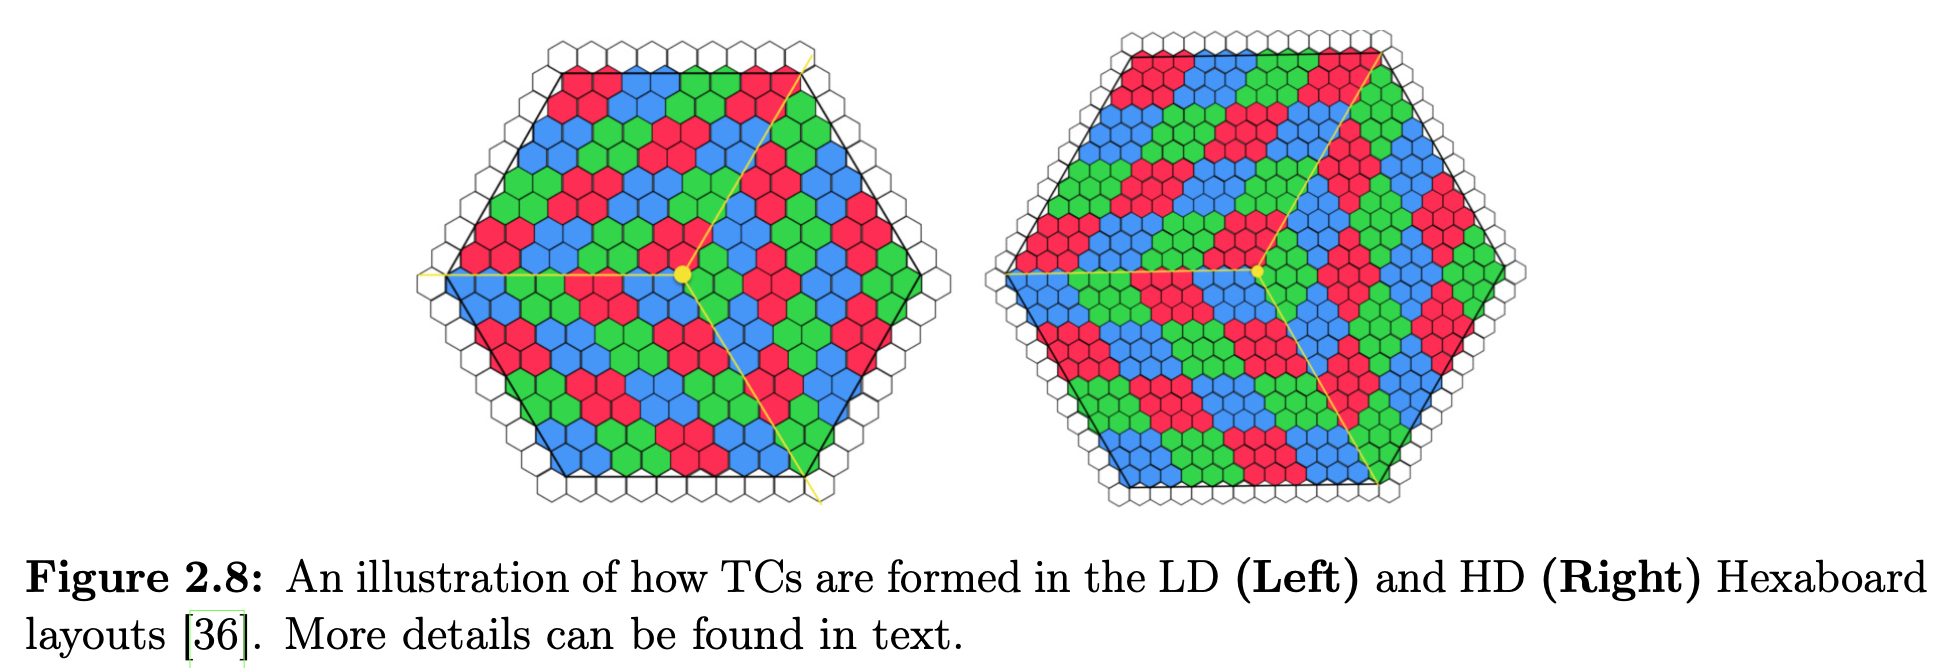 Figure 2.8: An illustration of how TCs are formed in the LD (Left) and HD (Right) Hexaboard
layouts [36]. More details can be found in text.